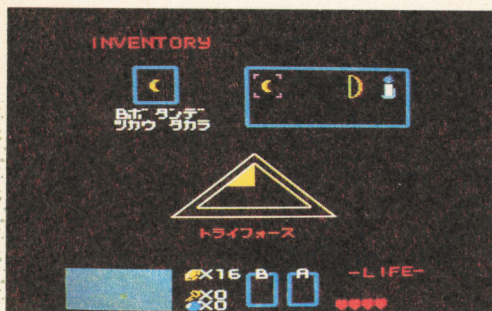 INVENTORY
Bボタンデ
ツカウ タカラ
トライフォース
X16 B A -LIFE-
X0
X0